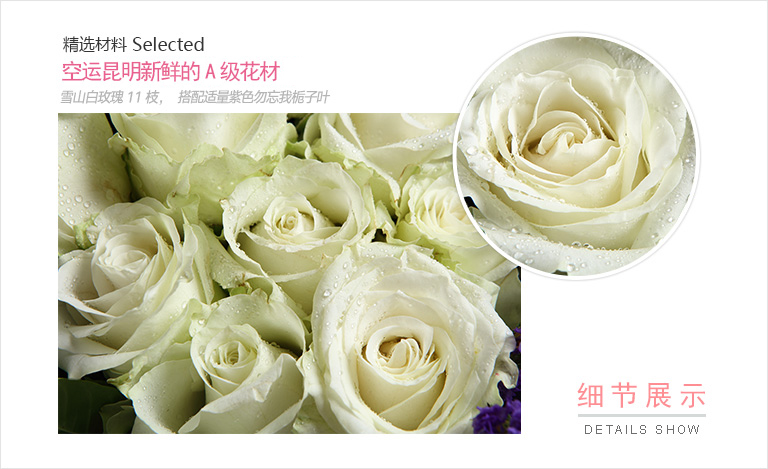 精选材料 Selected
空运昆明新鲜的 A 级花材
雪山白玫瑰 11 枝， 搭配适量紫色勿忘我栀子叶
细节展示
DETAILS SHOW